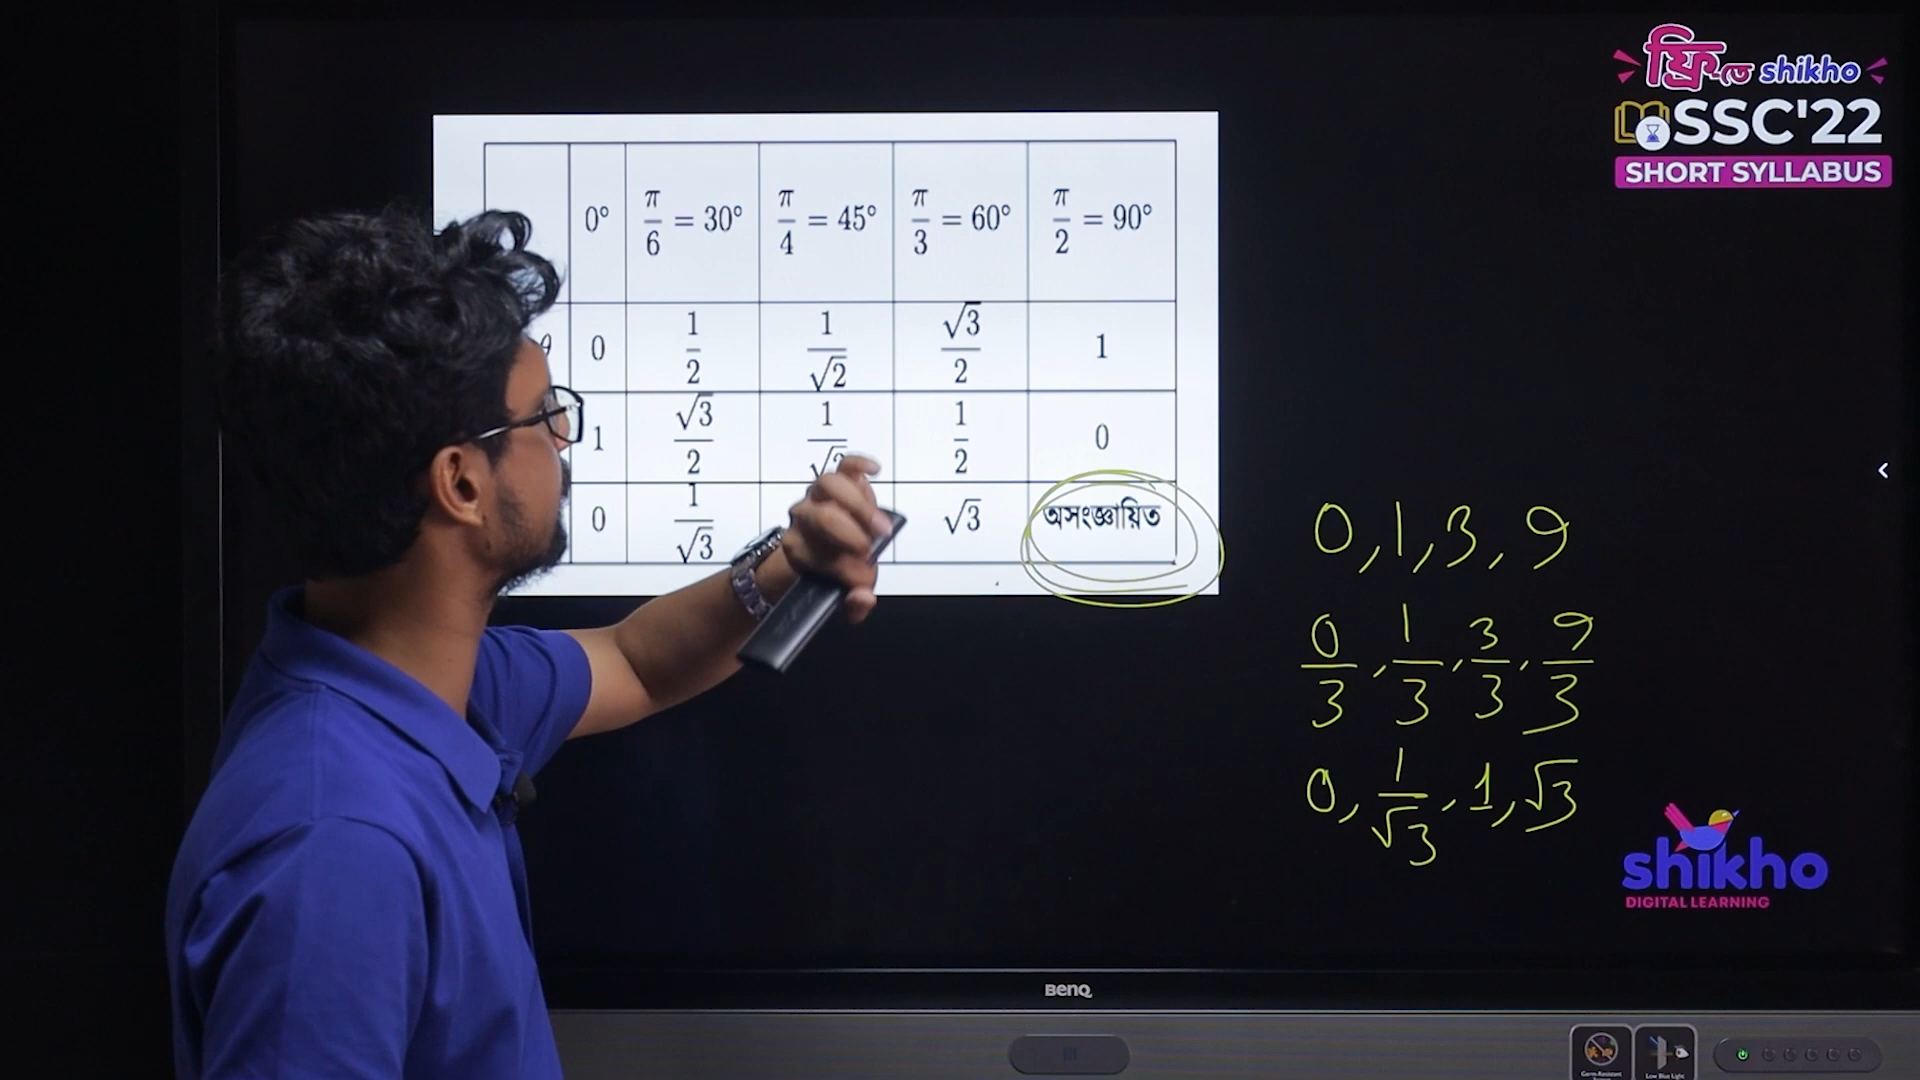 ফ্রি-তে shikho
SSC'22
SHORT SYLLABUS
0° π/6 = 30° π/4 = 45° π/3 = 60° π/2 = 90°
θ 0 1/2 1/√2 √3/2 1
1 √3/2 1/√2 1/2 0
0 1/√3 √3 অসংজ্ঞায়িত
0, 1, 3, 9
0/3, 1/3, 3/3, 9/3
0, 1/√3, 1, √3
shikho
DIGITAL LEARNING
BenQ